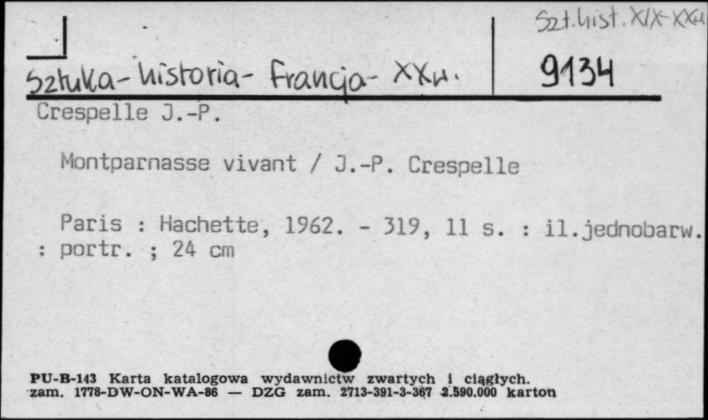 Szt.hist. XIX-XXw
Sztuka-historia-Francja-XXw. 9134
Crespelle J.-P.
Montparnasse vivant / J.-P. Crespelle
Paris : Hachette, 1962. - 319, 11 s. : il.jednobarw.
: portr. ; 24 cm
PU-B-143 Karta katalogowa wydawnictw zwartych i ciągłych.
zam. 1778-DW-ON-WA-86 — DZG zam. 2713-391-3-367 2.590.000 karton